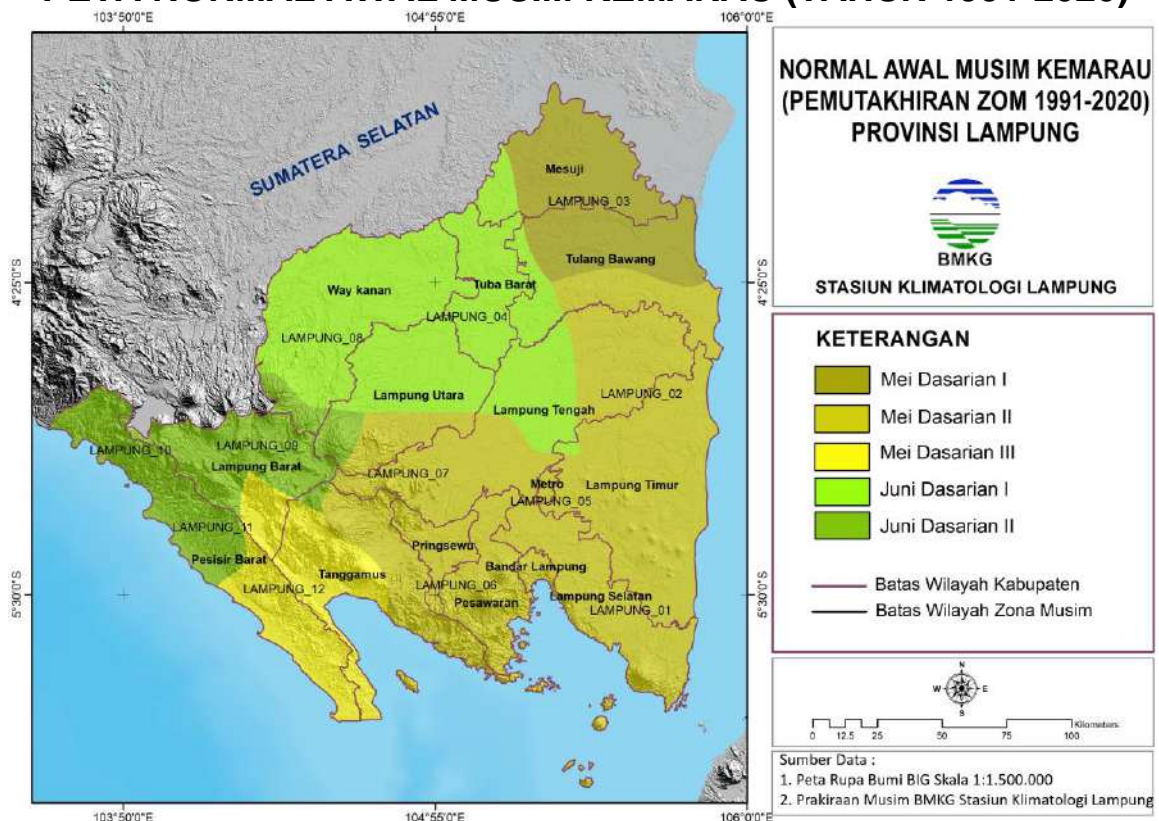 103°50'0"E
104°55'0"E
106°0'0"E
SUMATERA SELATAN
Mesuji
LAMPUNG_03
Tulang Bawang
4°25'0"S
4°25'0"S
Way kanan
Tuba Barat
LAMPUNG_04
LAMPUNG_08
Lampung Utara
LAMPUNG_02
Lampung Tengah
LAMPUNG_10
LAMPUNG_09
Lampung Barat
LAMPUNG_07
Metro
Lampung Timur
LAMPUNG_05
LAMPUNG_11
Pringsewu
Pesisir Barat
Bandar Lampung
Tanggamus
LAMPUNG_12
LAMPUNG_06
Lampung Selatan
5°30'0"S
5°30'0"S
Pesawaran
LAMPUNG_01
103°50'0"E
104°55'0"E
106°0'0"E
NORMAL AWAL MUSIM KEMARAU
(PEMUTAKHIRAN ZOM 1991-2020)
PROVINSI LAMPUNG
BMKG
STASIUN KLIMATOLOGI LAMPUNG
KETERANGAN
Mei Dasarian I
Mei Dasarian II
Mei Dasarian III
Juni Dasarian I
Juni Dasarian II
Batas Wilayah Kabupaten
Batas Wilayah Zona Musim
N
W E
S
Kilometers
0 12.5 25 50 75 100
Sumber Data :
1. Peta Rupa Bumi BIG Skala 1:1.500.000
2. Prakiraan Musim BMKG Stasiun Klimatologi Lampung